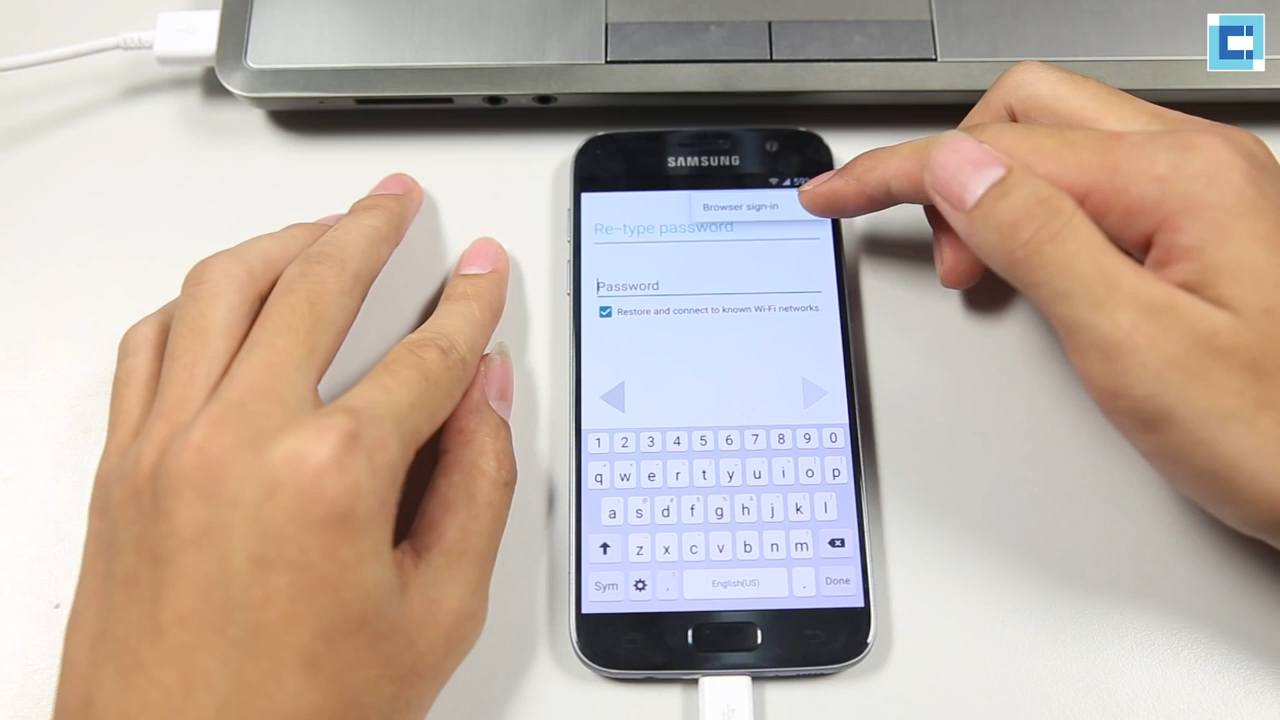 SAMSUNG
Browser sign-in
Re-type password
Password
Restore and connect to known Wi-Fi networks.
1 2 3 4 5 6 7 8 9 0
q w e r t y u i o p
a s d f g h j k l
z x c v b n m
Sym , English(US) . Done